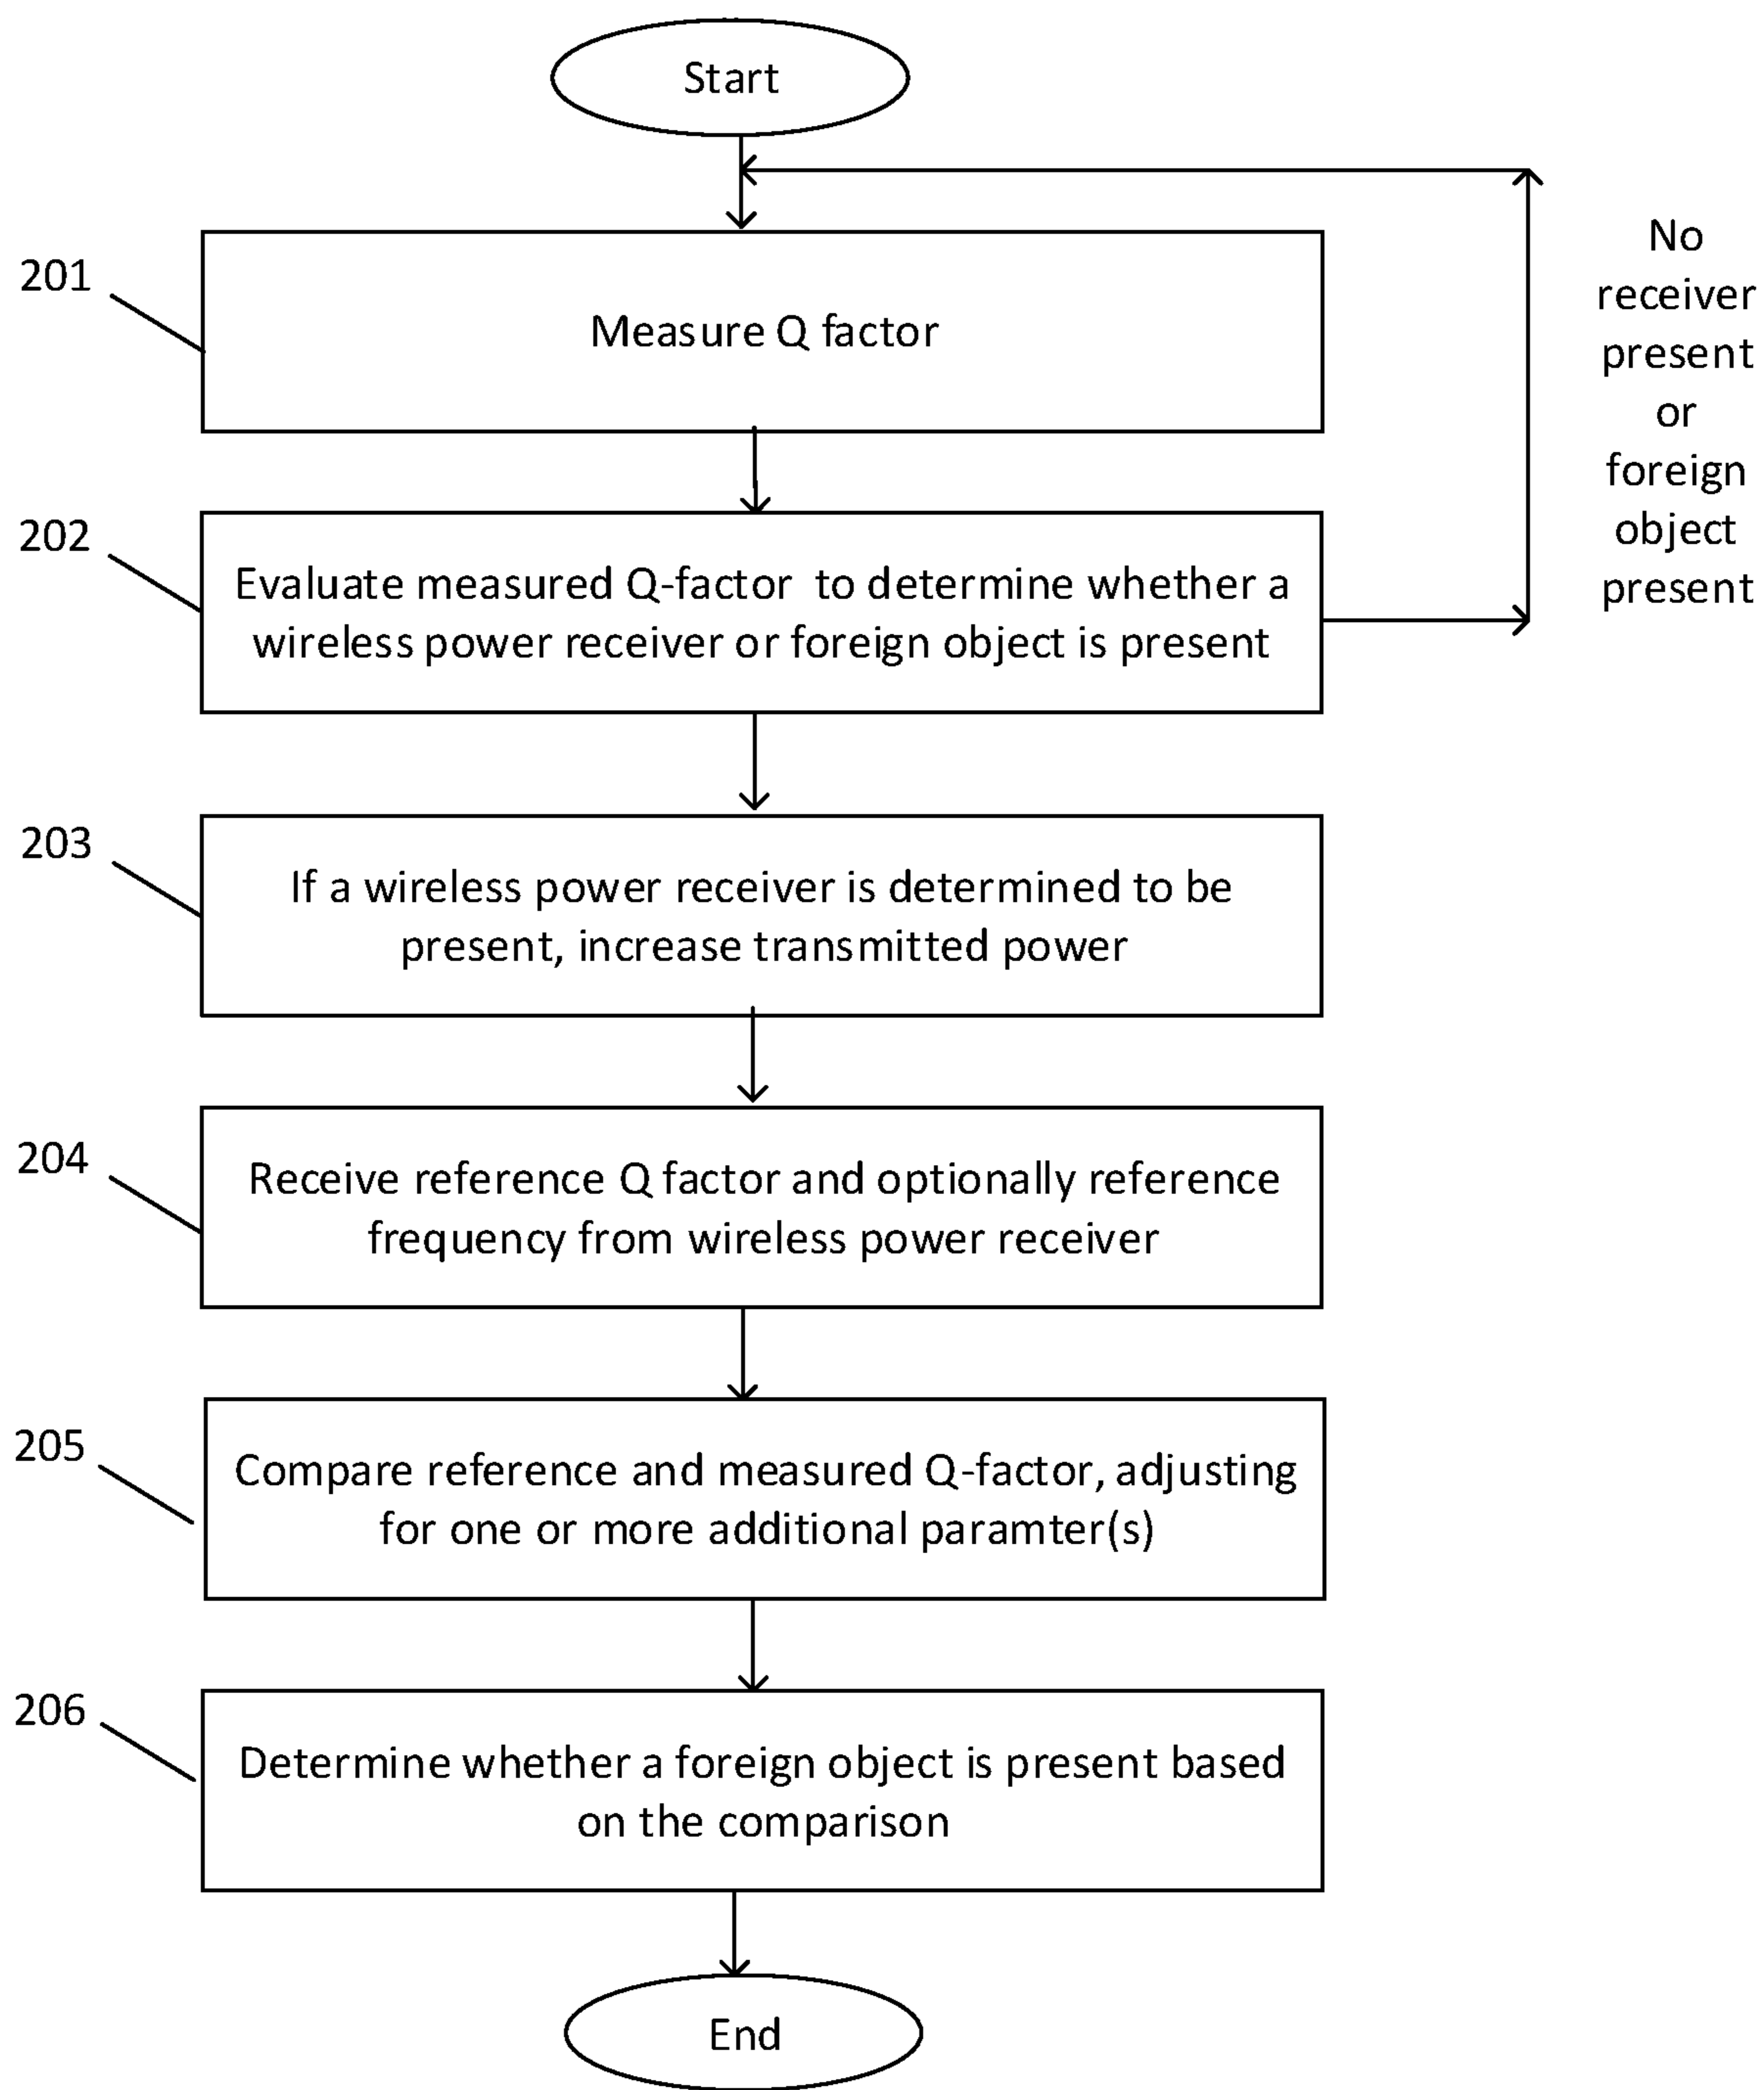 Start
201
Measure Q factor
No
receiver
present
or
foreign
object
present
202
Evaluate measured Q-factor to determine whether a
wireless power receiver or foreign object is present
203
If a wireless power receiver is determined to be
present, increase transmitted power
204
Receive reference Q factor and optionally reference
frequency from wireless power receiver
205
Compare reference and measured Q-factor, adjusting
for one or more additional paramter(s)
206
Determine whether a foreign object is present based
on the comparison
End